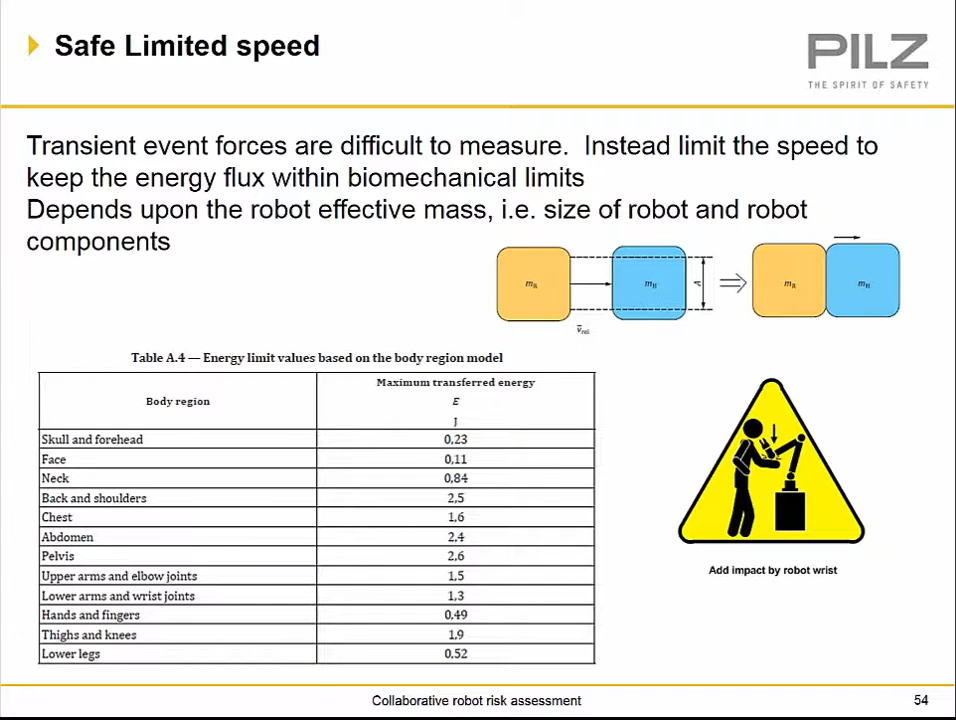 Safe Limited speed
PILZ
THE SPIRIT OF SAFETY
Transient event forces are difficult to measure. Instead limit the speed to
keep the energy flux within biomechanical limits
Depends upon the robot effective mass, i.e. size of robot and robot
components
mR
mH
A
vrel
mR
mH
Table A.4 — Energy limit values based on the body region model
Body region
Maximum transferred energy
E
J
Skull and forehead 0,23
Face 0,11
Neck 0,84
Back and shoulders 2,5
Chest 1,6
Abdomen 2,4
Pelvis 2,6
Upper arms and elbow joints 1,5
Lower arms and wrist joints 1,3
Hands and fingers 0,49
Thighs and knees 1,9
Lower legs 0,52
Add impact by robot wrist
Collaborative robot risk assessment
54